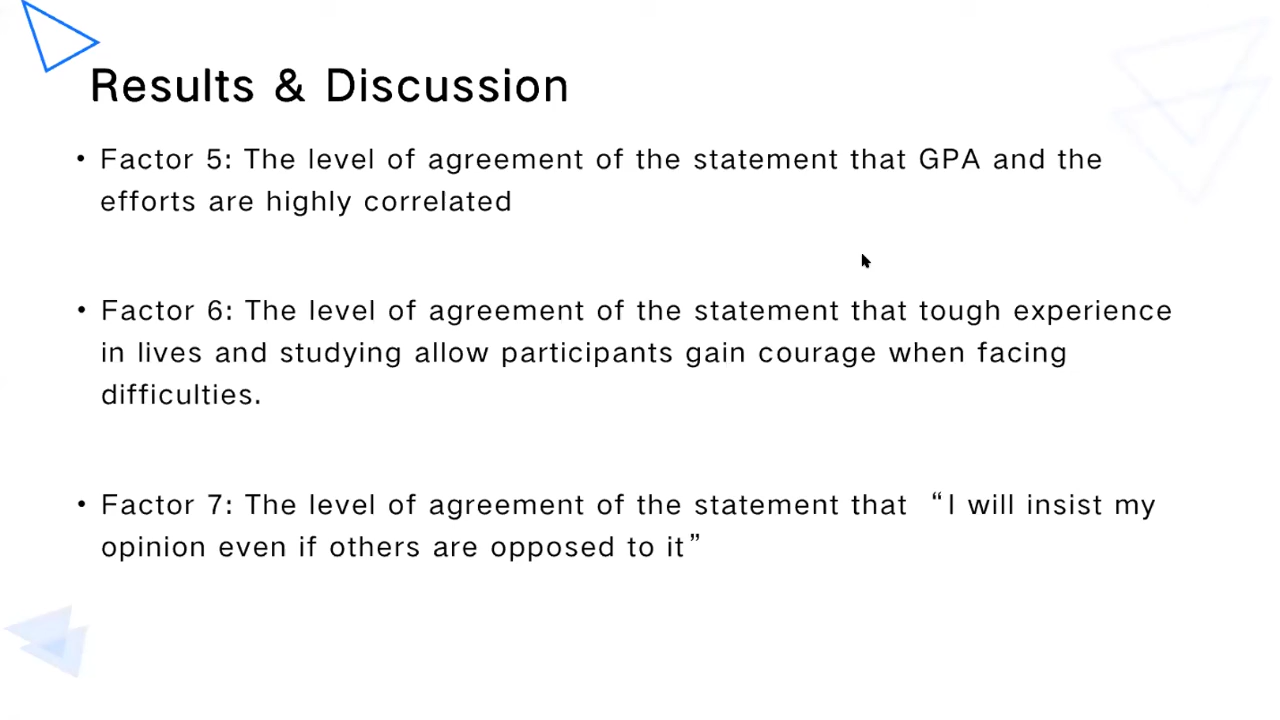 Results & Discussion
• Factor 5: The level of agreement of the statement that GPA and the
efforts are highly correlated
• Factor 6: The level of agreement of the statement that tough experience
in lives and studying allow participants gain courage when facing
difficulties.
• Factor 7: The level of agreement of the statement that “I will insist my
opinion even if others are opposed to it”